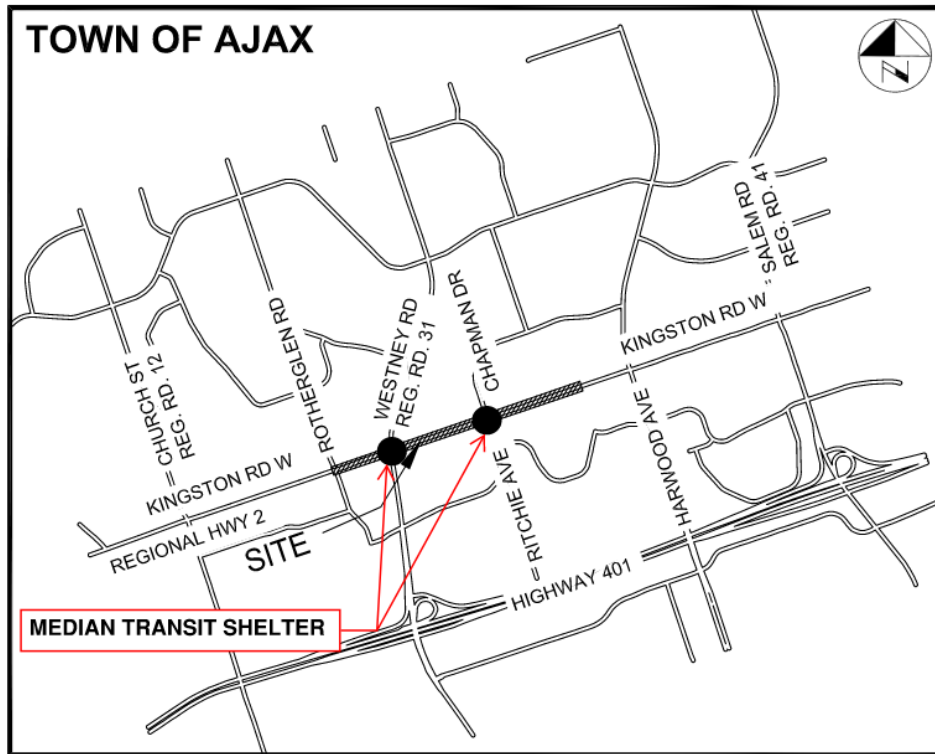 TOWN OF AJAX
N
SALEM RD
REG. RD. 41
CHAPMAN DR
WESTNEY RD
REG. RD. 31
ROTHERGLEN RD
CHURCH ST
REG. RD. 12
KINGSTON RD W
KINGSTON RD W
REGIONAL HWY 2
SITE
RITCHIE AVE
HARWOOD AVE
HIGHWAY 401
MEDIAN TRANSIT SHELTER